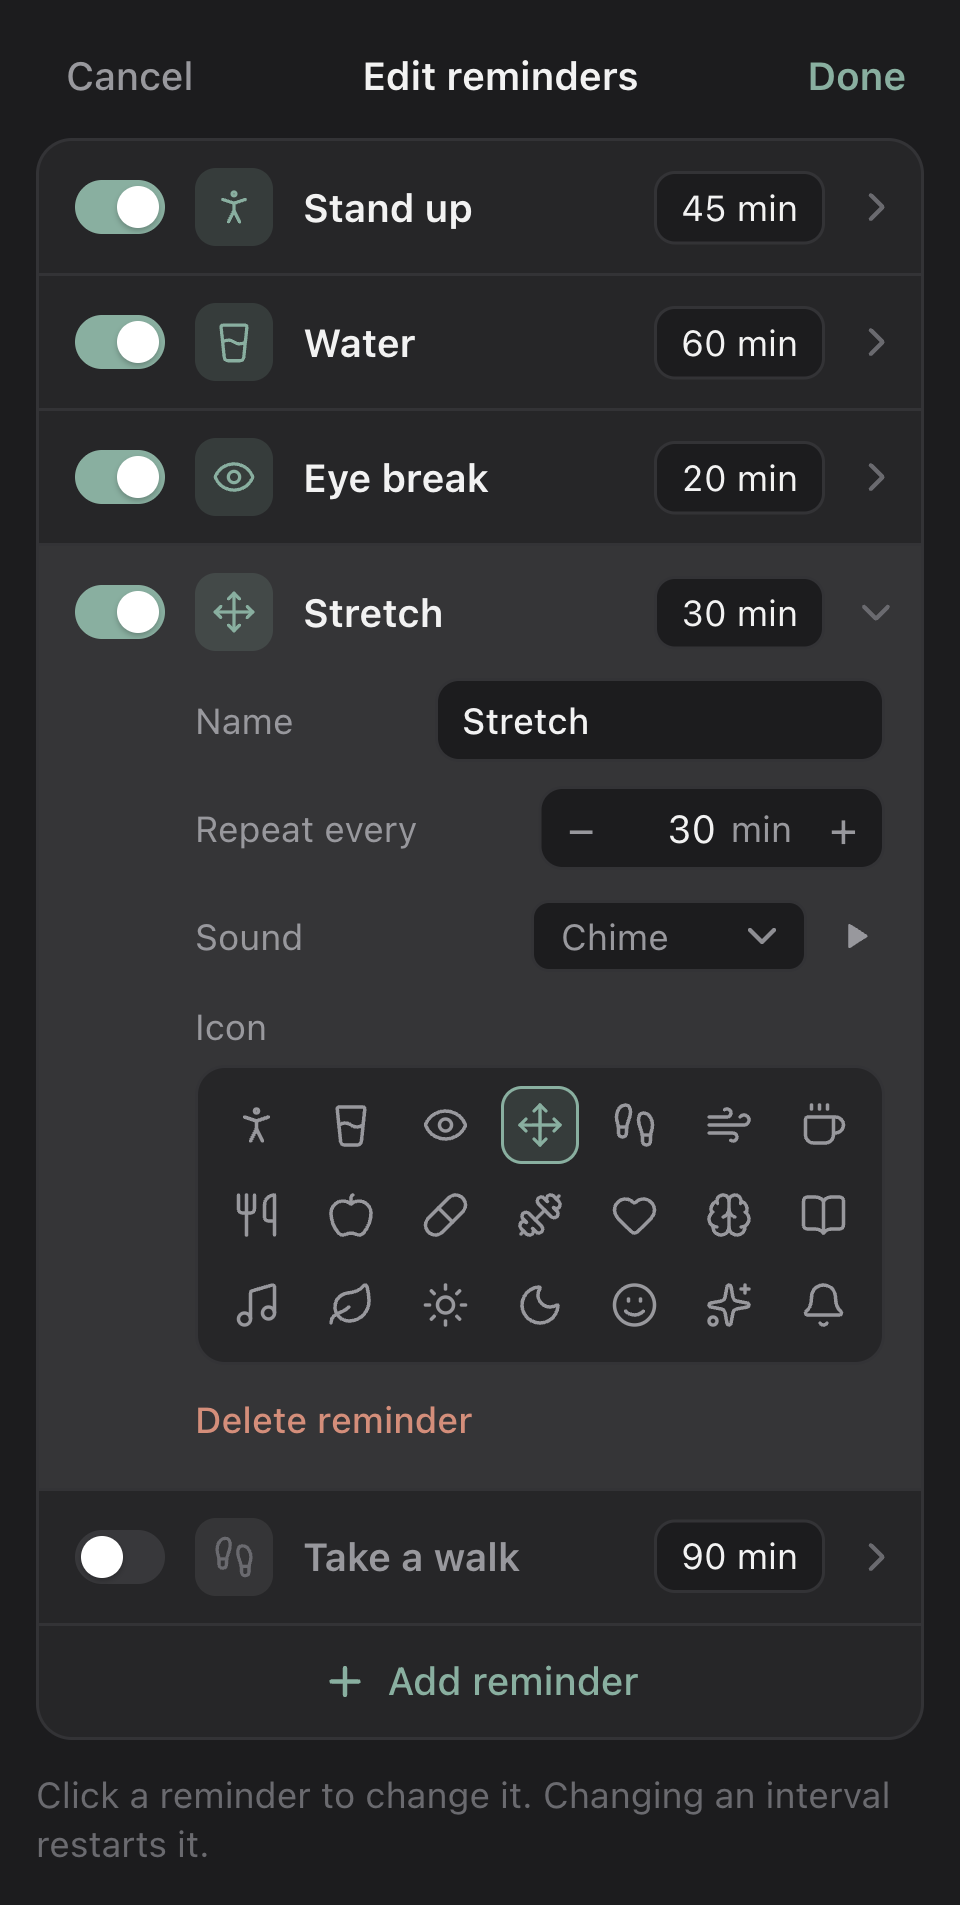 Cancel Edit reminders Done
Stand up 45 min
Water 60 min
Eye break 20 min
Stretch 30 min
Name Stretch
Repeat every − 30 min +
Sound Chime
Icon
Delete reminder
Take a walk 90 min
+ Add reminder
Click a reminder to change it. Changing an interval
restarts it.